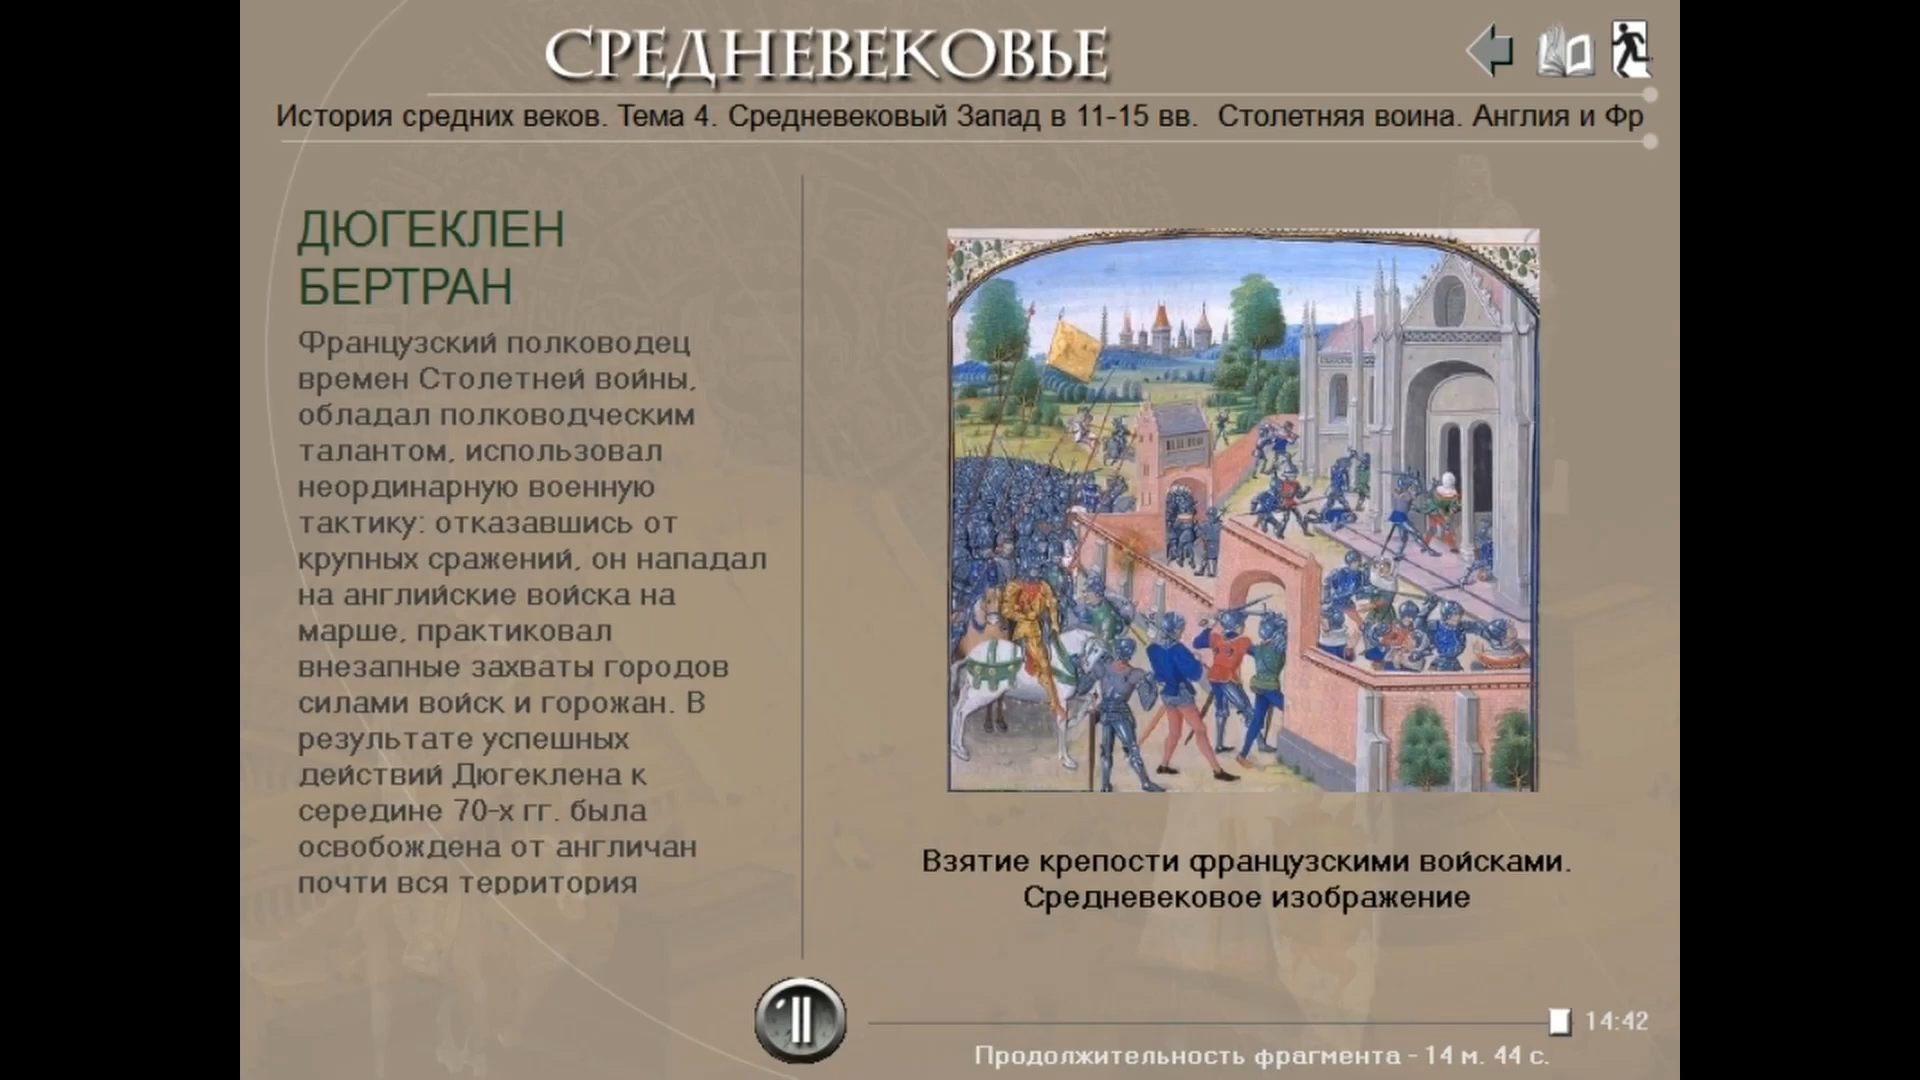 СРЕДНЕВЕКОВЬЕ
История средних веков. Тема 4. Средневековый Запад в 11-15 вв.  Столетняя воина. Англия и Фр
ДЮГЕКЛЕН
БЕРТРАН
Французский полководец
времен Столетней войны,
обладал полководческим
талантом, использовал
неординарную военную
тактику: отказавшись от
крупных сражений, он нападал
на английские войска на
марше, практиковал
внезапные захваты городов
силами войск и горожан. В
результате успешных
действий Дюгеклена к
середине 70-х гг. была
освобождена от англичан
почти вся территория
Взятие крепости французскими войсками.
Средневековое изображение
14:42
Продолжительность фрагмента - 14 м. 44 с.